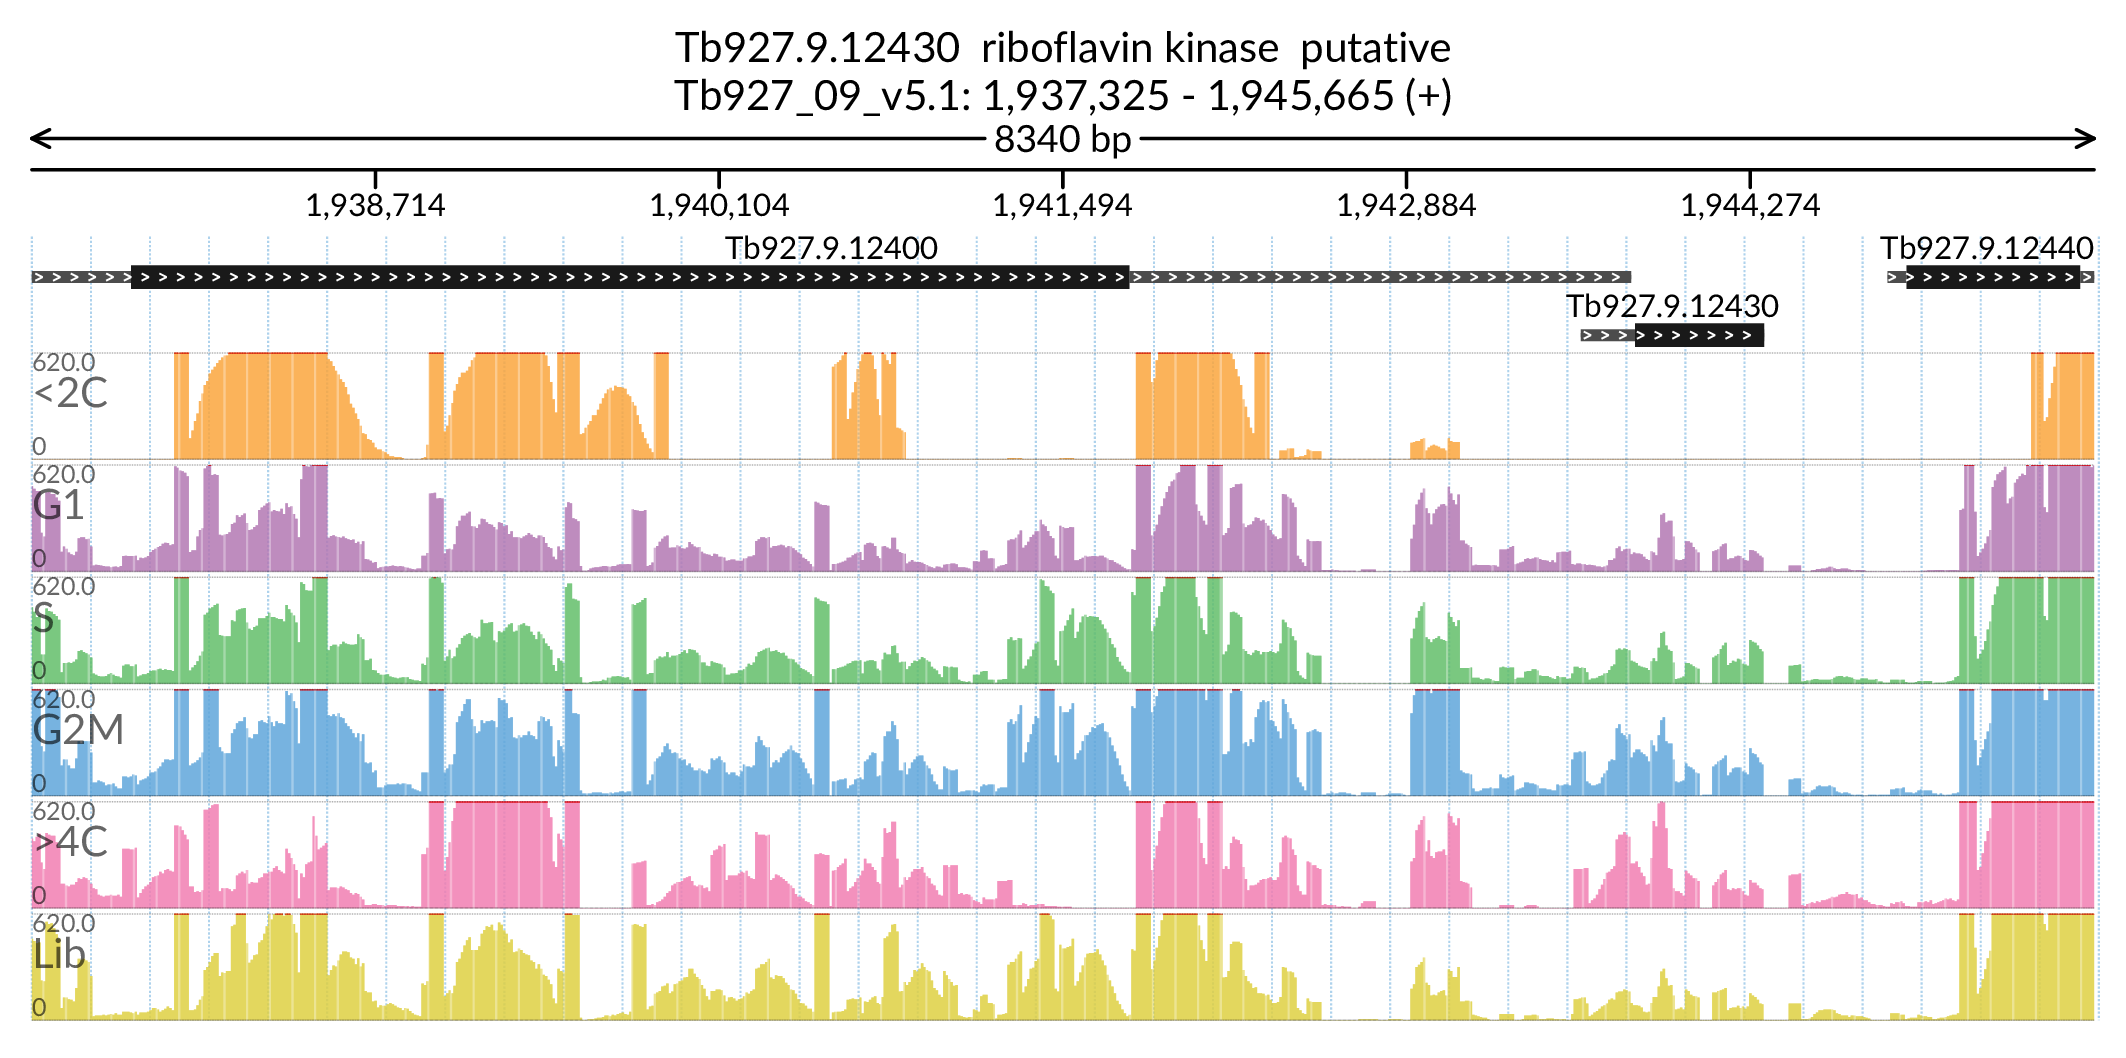 Tb927.9.12430  riboflavin kinase  putative
Tb927_09_v5.1: 1,937,325 - 1,945,665 (+)
8340 bp
1,938,714 1,940,104 1,941,494 1,942,884 1,944,274
Tb927.9.12400 Tb927.9.12440
Tb927.9.12430
620.0
<2C
0
620.0
G1
0
620.0
S
0
620.0
G2M
0
620.0
>4C
0
620.0
Lib
0